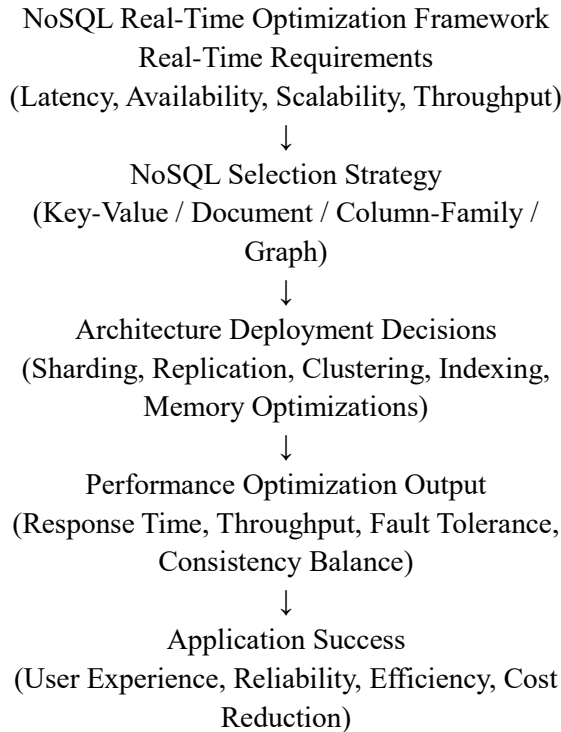 NoSQL Real-Time Optimization Framework
Real-Time Requirements
(Latency, Availability, Scalability, Throughput)
↓
NoSQL Selection Strategy
(Key-Value / Document / Column-Family /
Graph)
↓
Architecture Deployment Decisions
(Sharding, Replication, Clustering, Indexing,
Memory Optimizations)
↓
Performance Optimization Output
(Response Time, Throughput, Fault Tolerance,
Consistency Balance)
↓
Application Success
(User Experience, Reliability, Efficiency, Cost
Reduction)